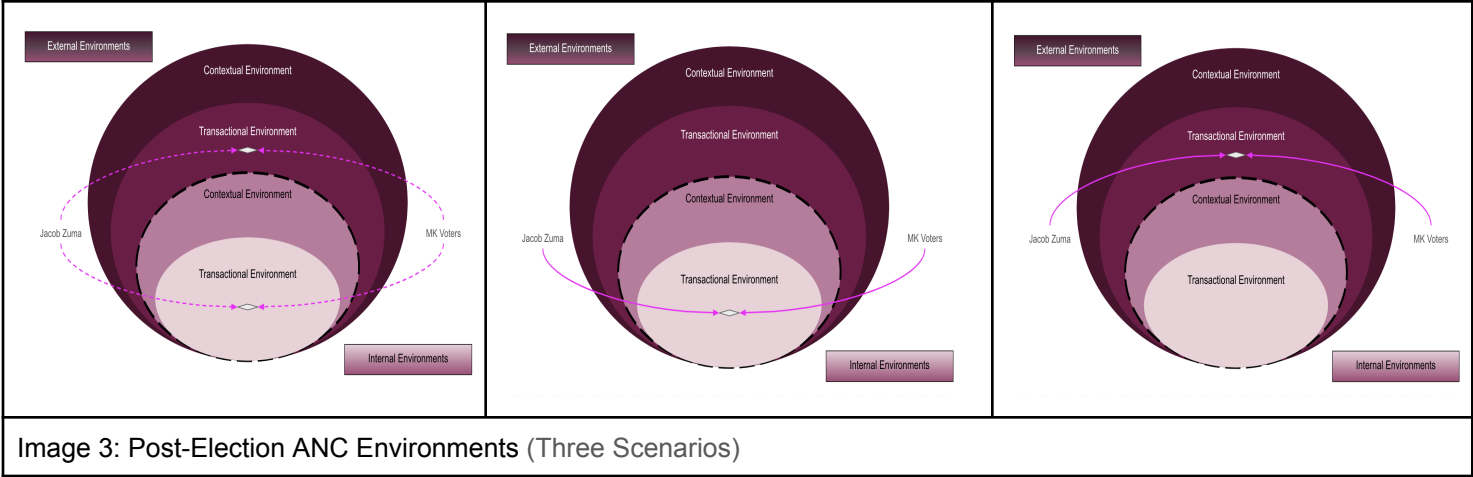 External Environments
Contextual Environment
Transactional Environment
Contextual Environment
Jacob Zuma
MK Voters
Transactional Environment
Internal Environments
External Environments
Contextual Environment
Transactional Environment
Contextual Environment
Jacob Zuma
MK Voters
Transactional Environment
Internal Environments
External Environments
Contextual Environment
Transactional Environment
Contextual Environment
Jacob Zuma
MK Voters
Transactional Environment
Internal Environments
Image 3: Post-Election ANC Environments (Three Scenarios)